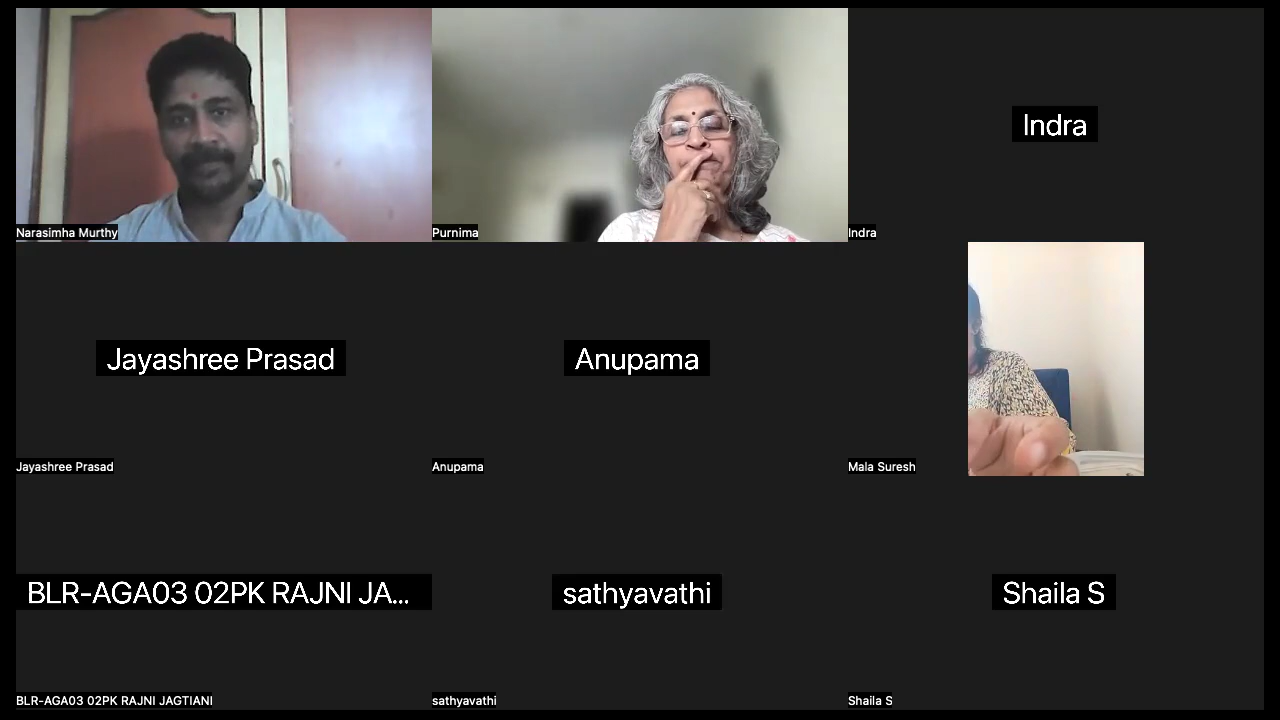 Indra
Narasimha Murthy
Purnima
Indra
Jayashree Prasad
Anupama
Jayashree Prasad
Anupama
Mala Suresh
BLR-AGA03 02PK RAJNI JA...
sathyavathi
Shaila S
BLR-AGA03 02PK RAJNI JAGTIANI
sathyavathi
Shaila S